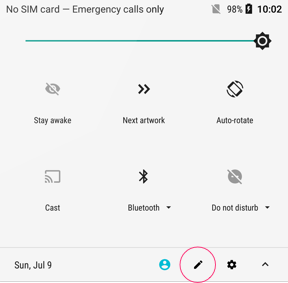 No SIM card — Emergency calls only 98% 10:02
Stay awake Next artwork Auto-rotate
Cast Bluetooth Do not disturb
Sun, Jul 9